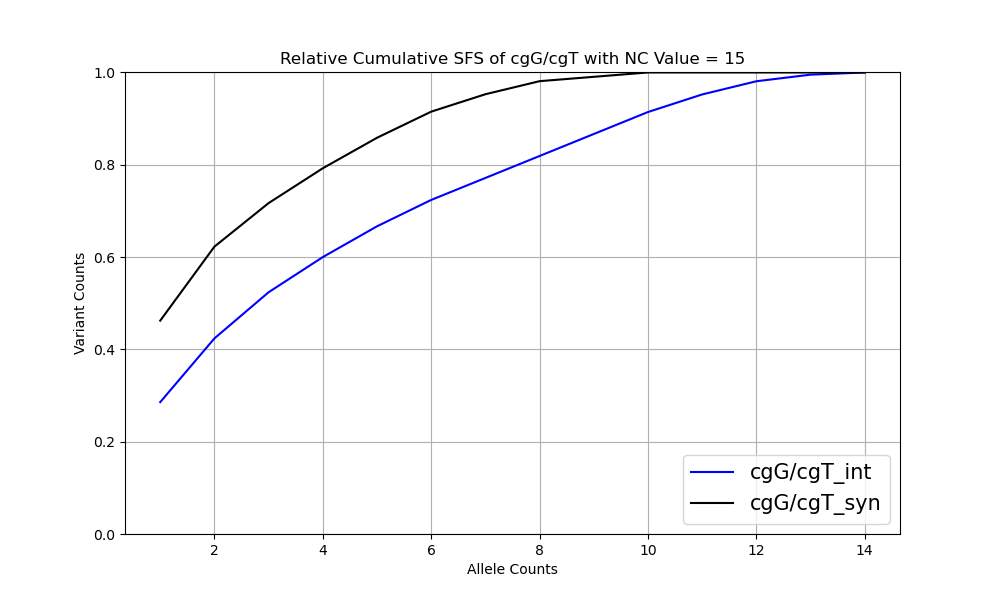 Relative Cumulative SFS of cgG/cgT with NC Value = 15
1.0
0.8
0.6
0.4
0.2
0.0
Variant Counts
cgG/cgT_int
cgG/cgT_syn
2 4 6 8 10 12 14
Allele Counts